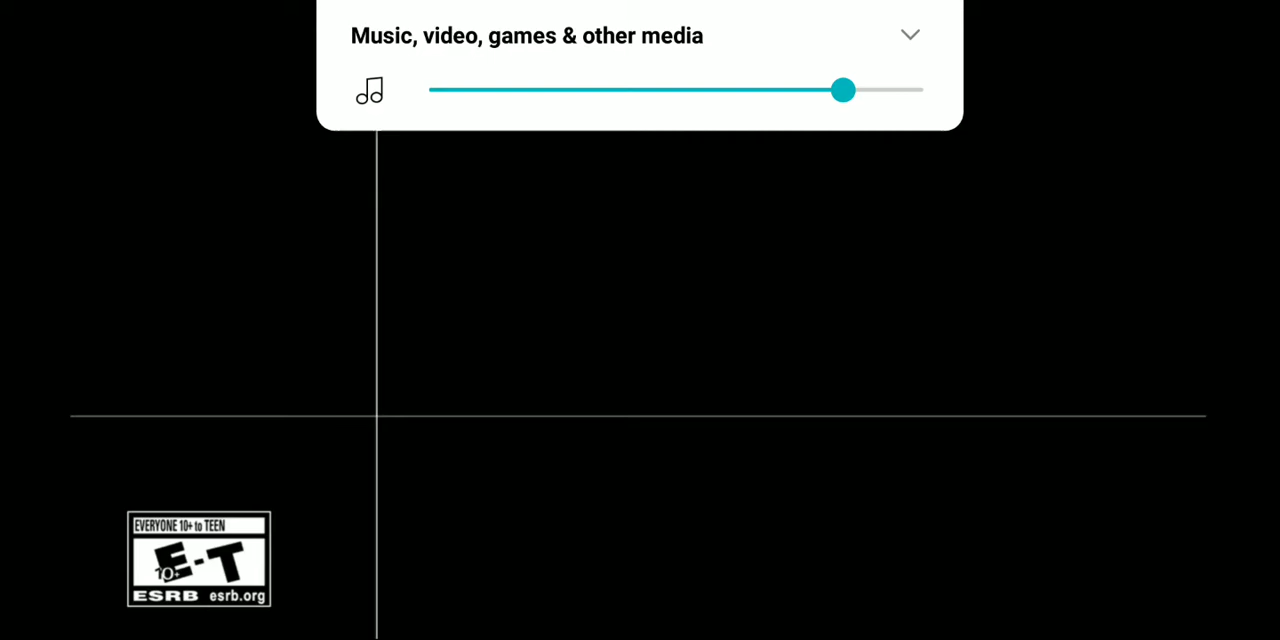 Music, video, games & other media
EVERYONE 10+ to TEEN
E-T
10+
ESRB esrb.org